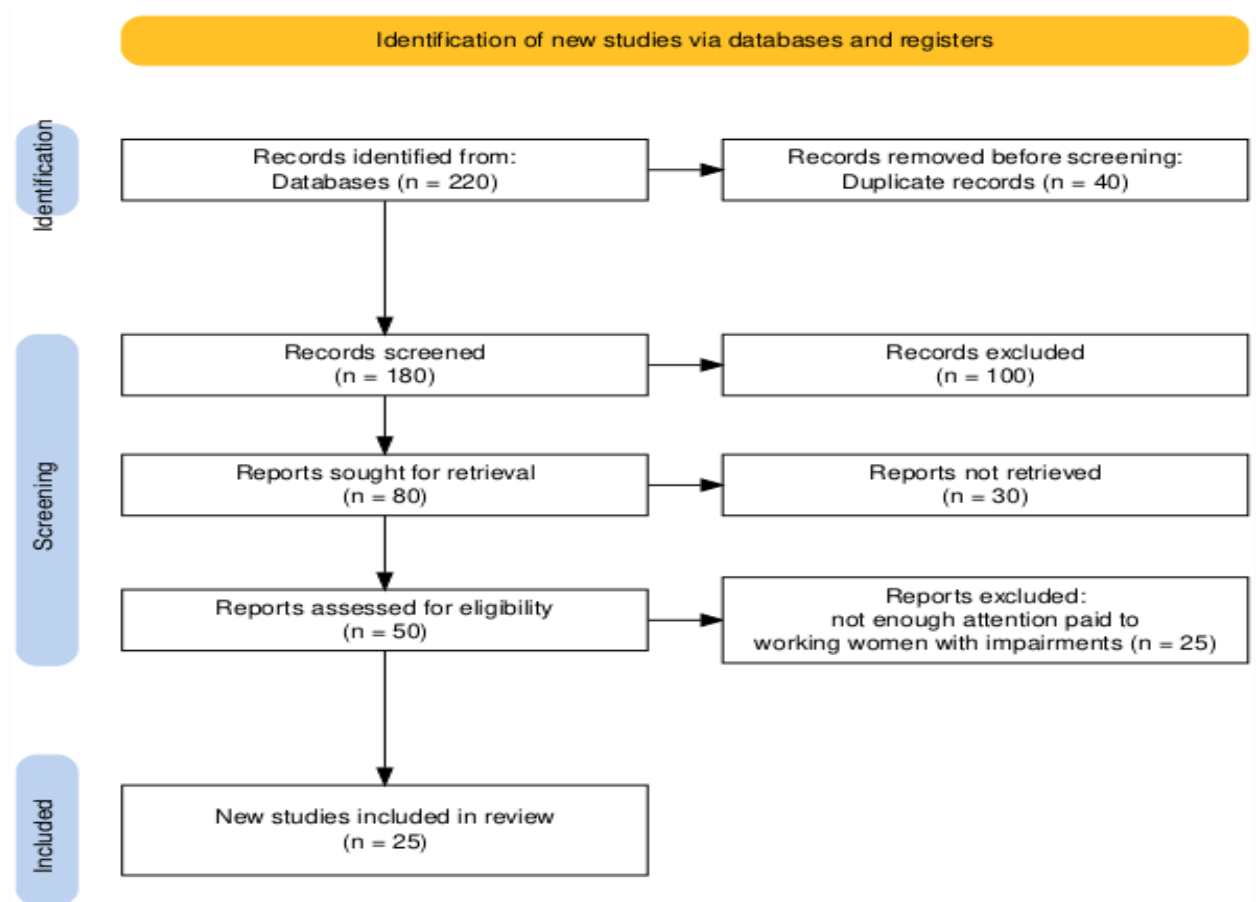 Identification of new studies via databases and registers
Identification
Records identified from:
Databases (n = 220)
Records removed before screening:
Duplicate records (n = 40)
Screening
Records screened
(n = 180)
Records excluded
(n = 100)
Reports sought for retrieval
(n = 80)
Reports not retrieved
(n = 30)
Reports assessed for eligibility
(n = 50)
Reports excluded:
not enough attention paid to
working women with impairments (n = 25)
Included
New studies included in review
(n = 25)